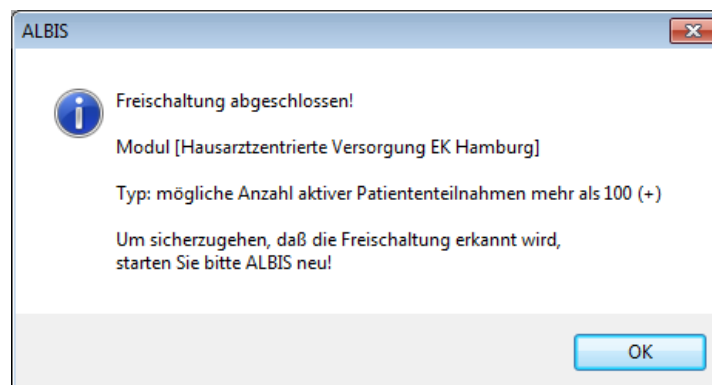 ALBIS
Freischaltung abgeschlossen!
Modul [Hausarztzentrierte Versorgung EK Hamburg]
Typ: mögliche Anzahl aktiver Patiententeilnahmen mehr als 100 (+)
Um sicherzugehen, daß die Freischaltung erkannt wird,
starten Sie bitte ALBIS neu!
OK